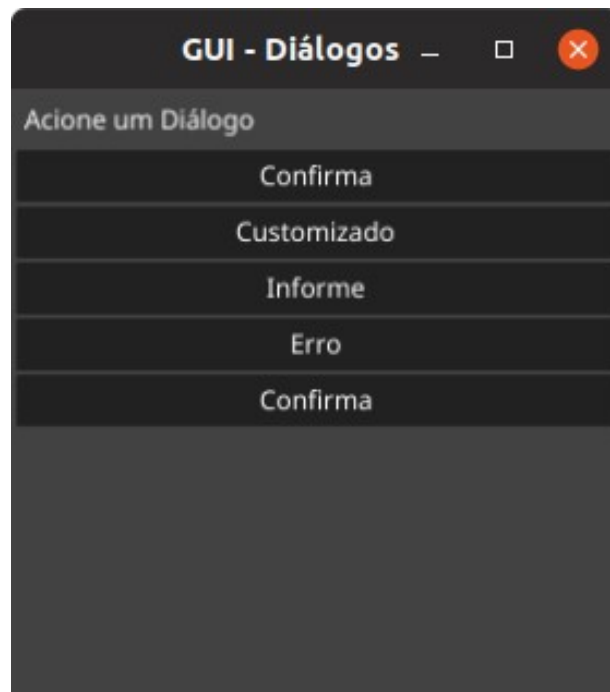 GUI - Diálogos
Acione um Diálogo
Confirma
Customizado
Informe
Erro
Confirma